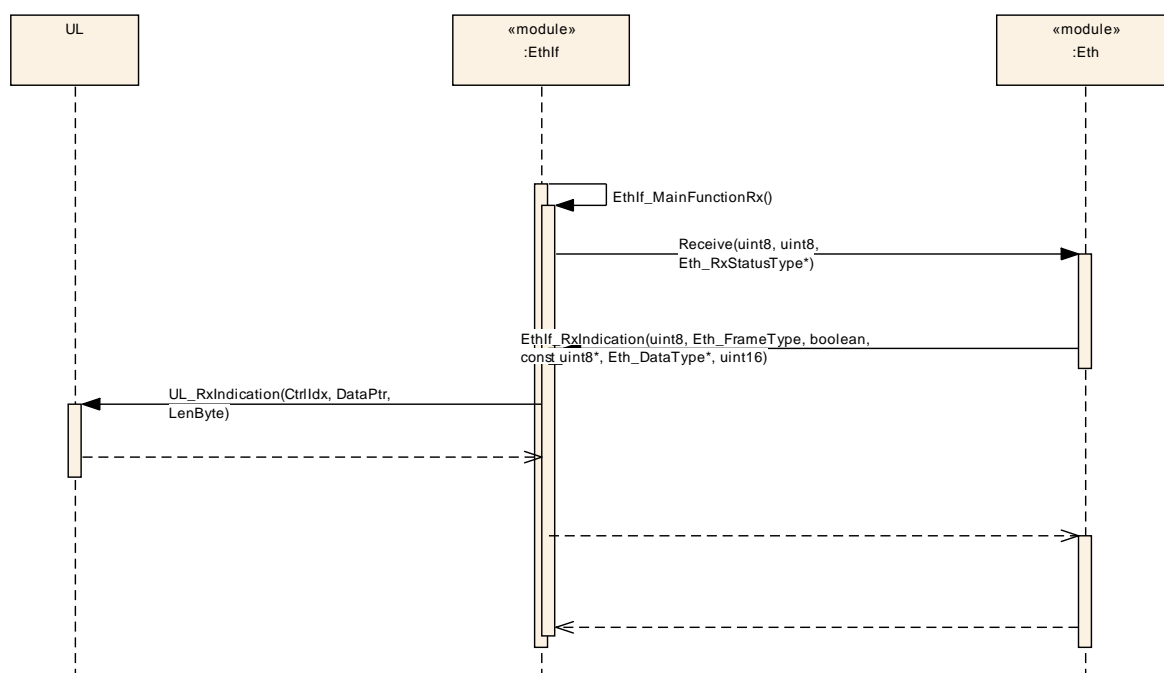 UL
«module»
:EthIf
«module»
:Eth
EthIf_MainFunctionRx()
Receive(uint8, uint8,
Eth_RxStatusType*)
EthIf_RxIndication(uint8, Eth_FrameType, boolean,
const uint8*, Eth_DataType*, uint16)
UL_RxIndication(CtrlIdx, DataPtr,
LenByte)